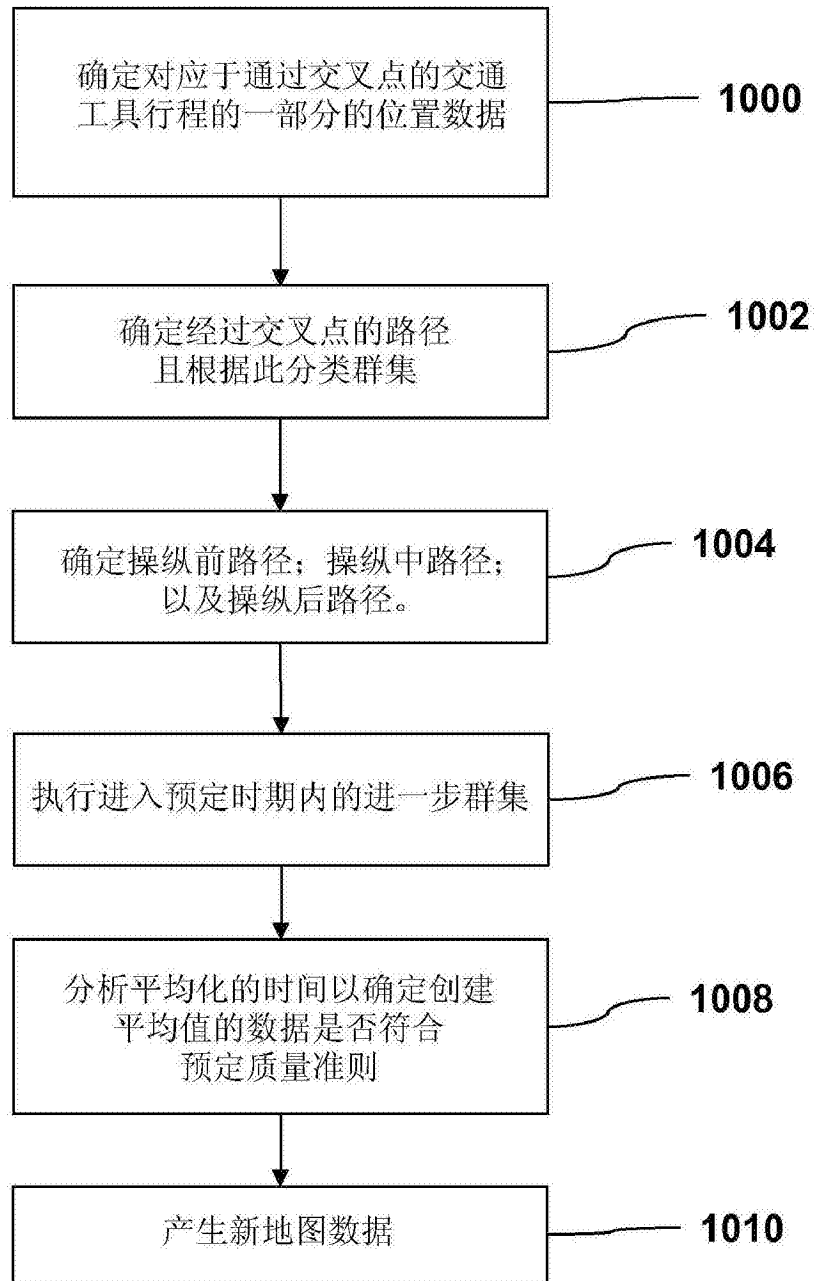 确定对应于通过交叉点的交通
工具行程的一部分的位置数据
1000
确定经过交叉点的路径
且根据此分类群集
1002
确定操纵前路径；操纵中路径；
以及操纵后路径。
1004
执行进入预定时期内的进一步群集
1006
分析平均化的时间以确定创建
平均值的数据是否符合
预定质量准则
1008
产生新地图数据
1010